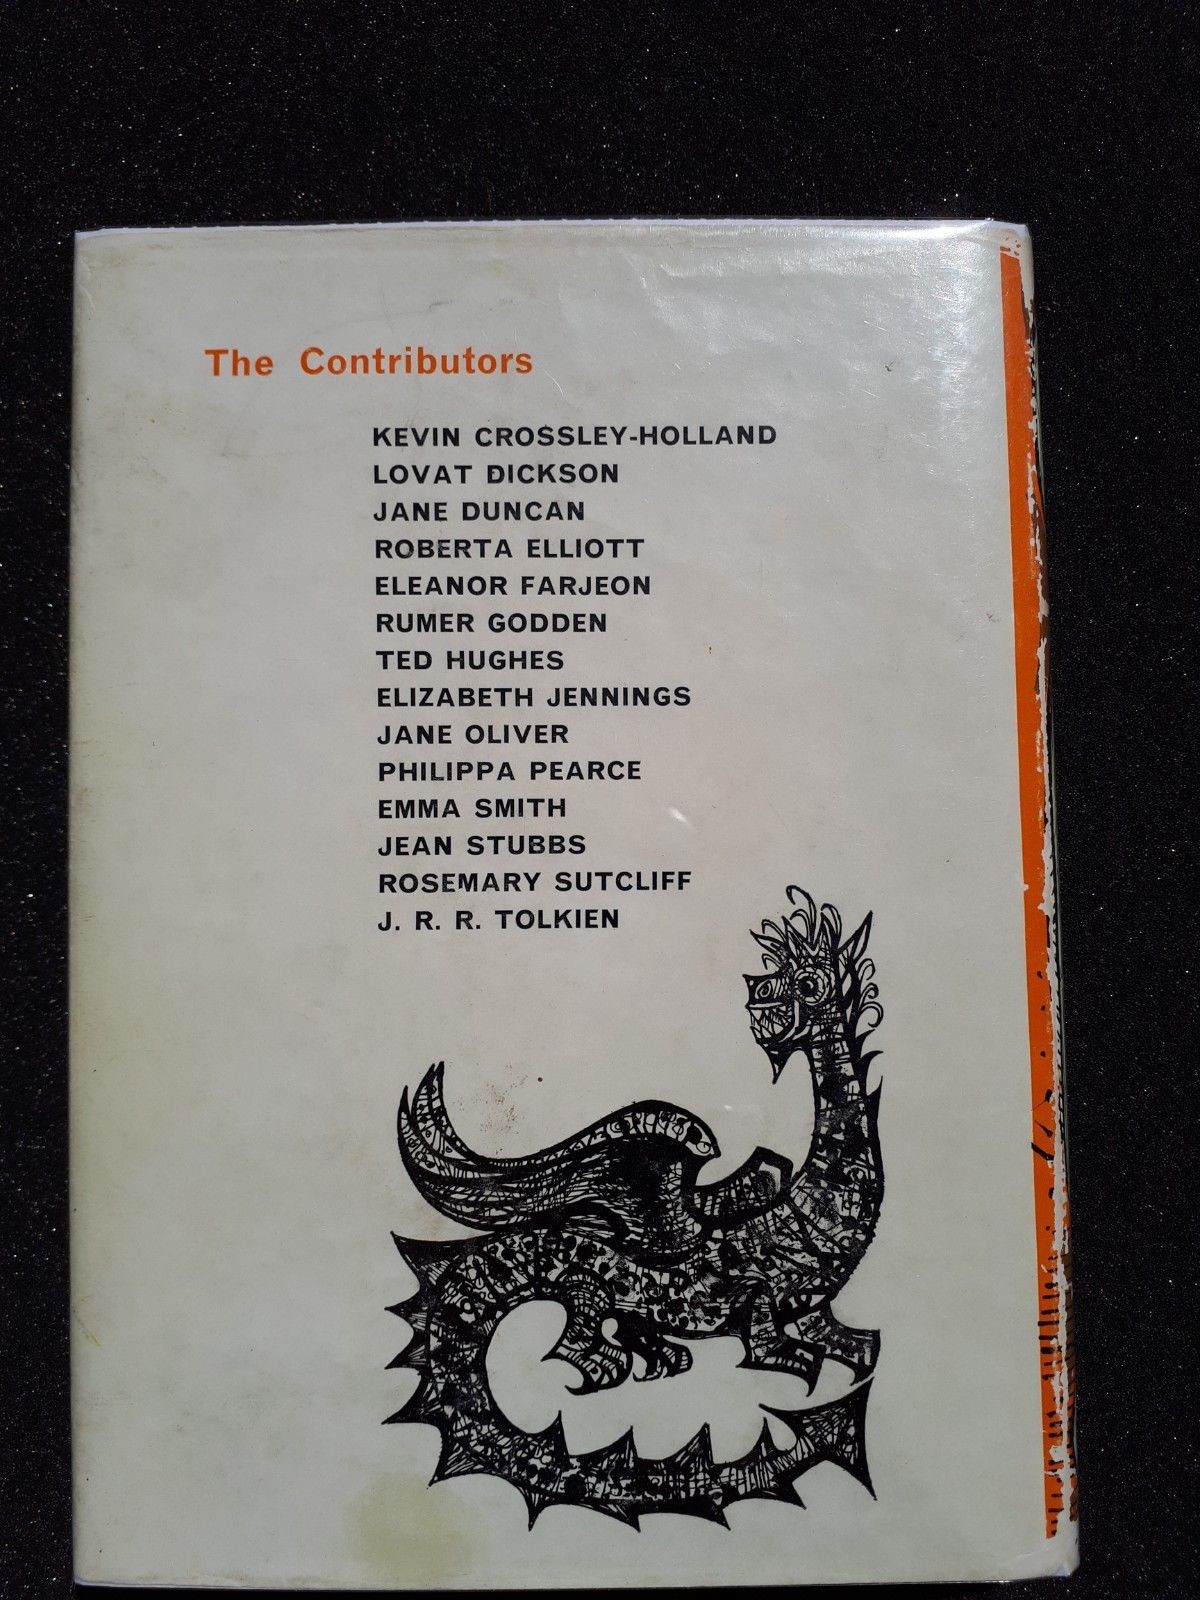 The Contributors
KEVIN CROSSLEY-HOLLAND
LOVAT DICKSON
JANE DUNCAN
ROBERTA ELLIOTT
ELEANOR FARJEON
RUMER GODDEN
TED HUGHES
ELIZABETH JENNINGS
JANE OLIVER
PHILIPPA PEARCE
EMMA SMITH
JEAN STUBBS
ROSEMARY SUTCLIFF
J. R. R. TOLKIEN